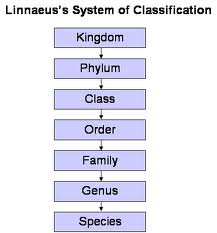 Linnaeus's System of Classification
Kingdom
Phylum
Class
Order
Family
Genus
Species